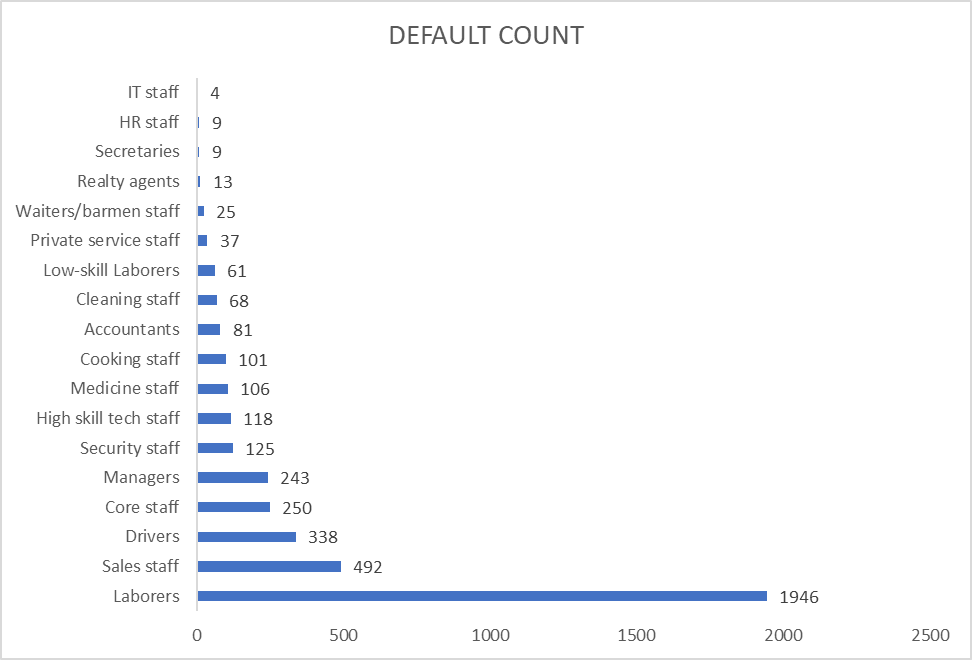 DEFAULT COUNT
IT staff 4
HR staff 9
Secretaries 9
Realty agents 13
Waiters/barmen staff 25
Private service staff 37
Low-skill Laborers 61
Cleaning staff 68
Accountants 81
Cooking staff 101
Medicine staff 106
High skill tech staff 118
Security staff 125
Managers 243
Core staff 250
Drivers 338
Sales staff 492
Laborers 1946
0 500 1000 1500 2000 2500